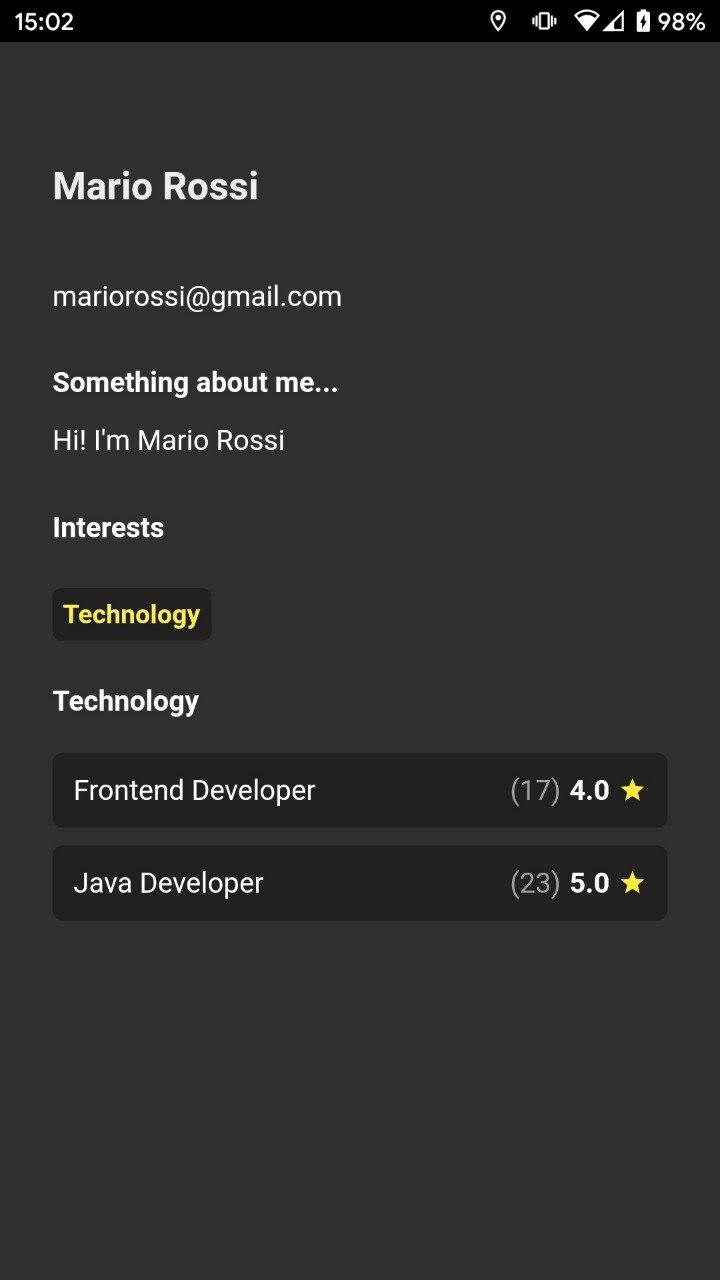 15:02 98%
Mario Rossi
mariorossi@gmail.com
Something about me...
Hi! I'm Mario Rossi
Interests
Technology
Technology
Frontend Developer (17) 4.0
Java Developer (23) 5.0